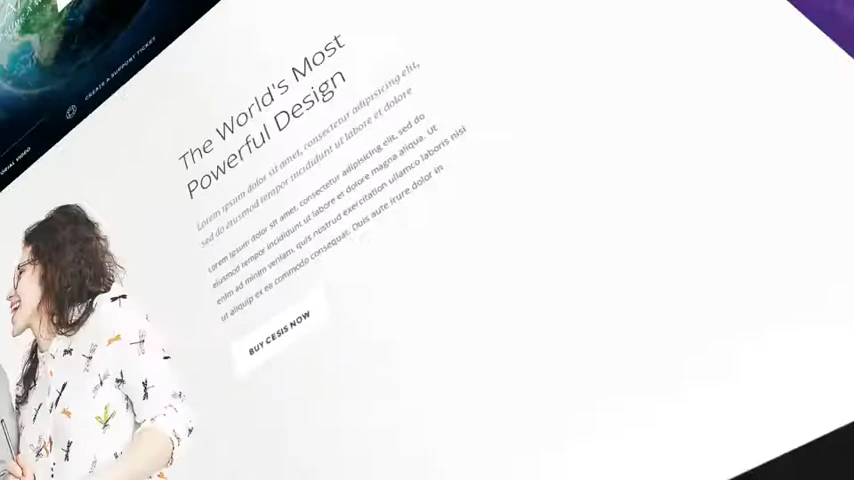 CREATE A SUPPORT TICKET
The World's Most
Powerful Design
Lorem ipsum dolor sit amet, consectetur adipisicing elit,
sed do eiusmod tempor incididunt ut labore et dolore
Lorem ipsum dolor sit amet, consectetur adipisicing elit, sed do
eiusmod tempor incididunt ut labore et dolore magna aliqua. Ut
enim ad minim veniam, quis nostrud exercitation ullamco laboris nisi
ut aliquip ex ea commodo consequat. Duis aute irure dolor in
BUY CESIS NOW